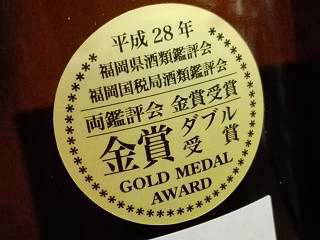 平成28年
福岡県酒類鑑評会
福岡国税局酒類鑑評会
両鑑評会 金賞受賞
金賞ダブル受賞
GOLD MEDAL
AWARD